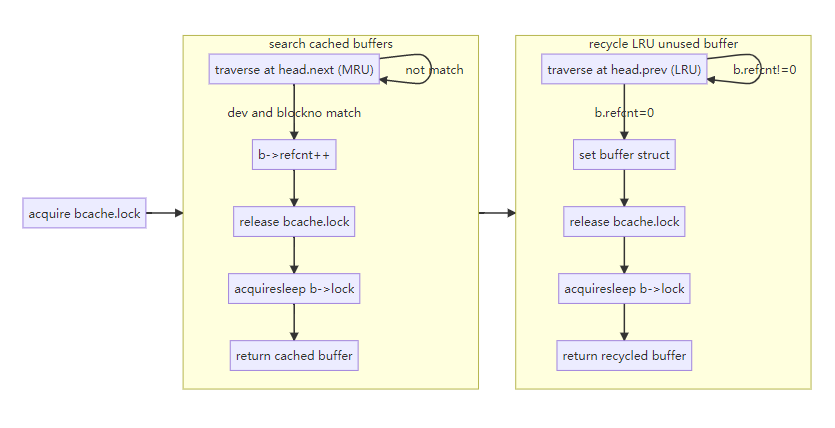 acquire bcache.lock
search cached buffers
traverse at head.next (MRU)
not match
dev and blockno match
b->refcnt++
release bcache.lock
acquiresleep b->lock
return cached buffer
recycle LRU unused buffer
traverse at head.prev (LRU)
b.refcnt!=0
b.refcnt=0
set buffer struct
release bcache.lock
acquiresleep b->lock
return recycled buffer